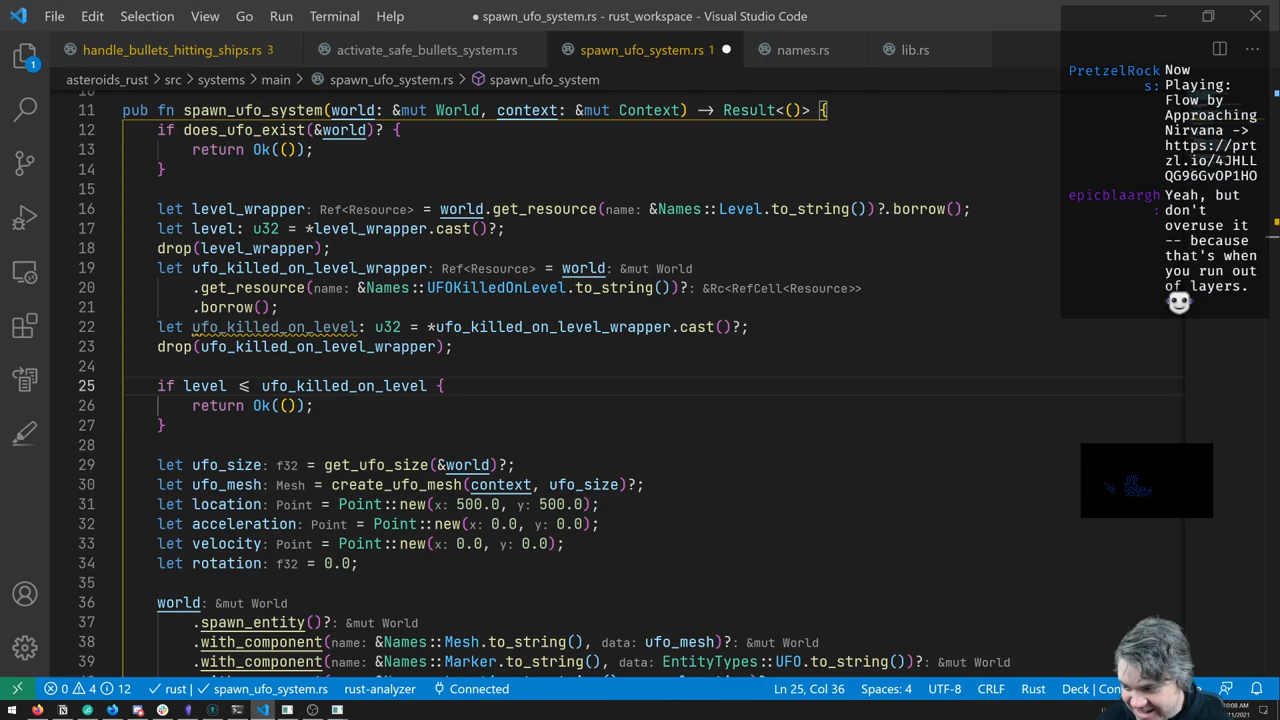 File Edit Selection View Go Run Terminal Help
● spawn_ufo_system.rs - rust_workspace - Visual Studio Code
handle_bullets_hitting_ships.rs 3 activate_safe_bullets_system.rs spawn_ufo_system.rs 1 names.rs lib.rs
asteroids_rust > src > systems > main > spawn_ufo_system.rs > spawn_ufo_system
10
11 pub fn spawn_ufo_system(world: &mut World, context: &mut Context) -> Result<()> {
12 if does_ufo_exist(&world)? {
13 return Ok(());
14 }
15
16 let level_wrapper: Ref<Resource> = world.get_resource(name: &Names::Level.to_string())?.borrow();
17 let level: u32 = *level_wrapper.cast()?;
18 drop(level_wrapper);
19 let ufo_killed_on_level_wrapper: Ref<Resource> = world: &mut World
20 .get_resource(name: &Names::UFOKilledOnLevel.to_string())?: &Rc<RefCell<Resource>>
21 .borrow();
22 let ufo_killed_on_level: u32 = *ufo_killed_on_level_wrapper.cast()?;
23 drop(ufo_killed_on_level_wrapper);
24
25 if level <= ufo_killed_on_level {
26 return Ok(());
27 }
28
29 let ufo_size: f32 = get_ufo_size(&world)?;
30 let ufo_mesh: Mesh = create_ufo_mesh(context, ufo_size)?;
31 let location: Point = Point::new(x: 500.0, y: 500.0);
32 let acceleration: Point = Point::new(x: 0.0, y: 0.0);
33 let velocity: Point = Point::new(x: 0.0, y: 0.0);
34 let rotation: f32 = 0.0;
35
36 world: &mut World
37 .spawn_entity()?: &mut World
38 .with_component(name: &Names::Mesh.to_string(), data: ufo_mesh)?: &mut World
39 .with_component(name: &Names::Marker.to_string(), data: EntityTypes::UFO.to_string())?: &mut World
PretzelRock
s:
Now
Playing:
Flow by
Approaching
Nirvana ->
https://prt
zl.io/4JHLL
QG96GvOP1HO
epicblaargh
:
Yeah, but
don't
overuse it
-- because
that's when
you run out
of layers.
1
0 4 12 rust | spawn_ufo_system.rs rust-analyzer Connected Ln 25, Col 36 Spaces: 4 UTF-8 CRLF Rust Deck | Con